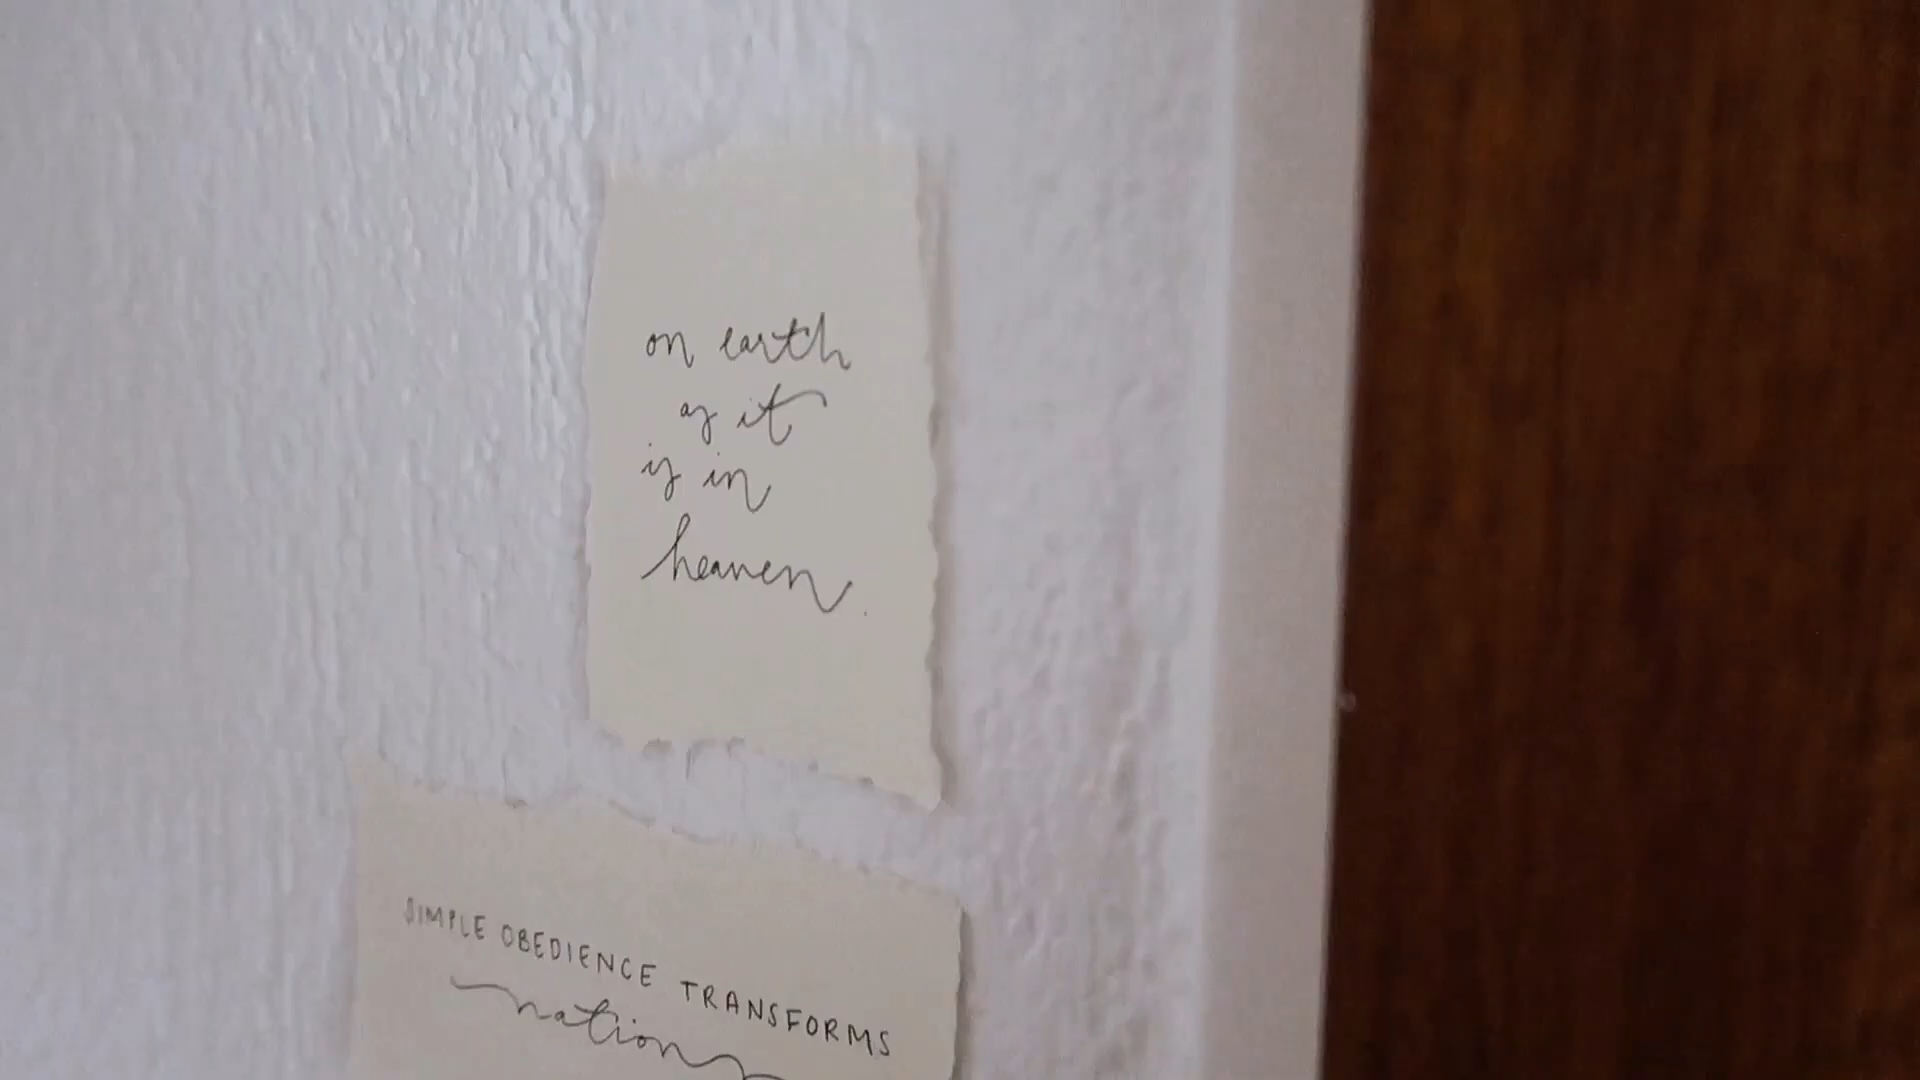 on earth
as it
is in
heaven.
SIMPLE OBEDIENCE TRANSFORMS
nations